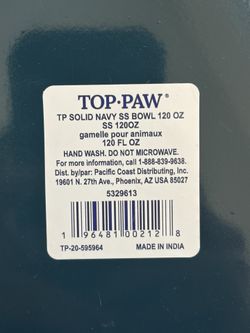 TOP·PAW®
TP SOLID NAVY SS BOWL 120 OZ
SS 120OZ
gamelle pour animaux
120 FL OZ
HAND WASH. DO NOT MICROWAVE.
For more information, call 1-888-839-9638.
Dist. by/par: Pacific Coast Distributing, Inc.
19601 N. 27th Ave., Phoenix, AZ USA 85027
5329613
1 96481 00212 8
TP-20-595964 MADE IN INDIA